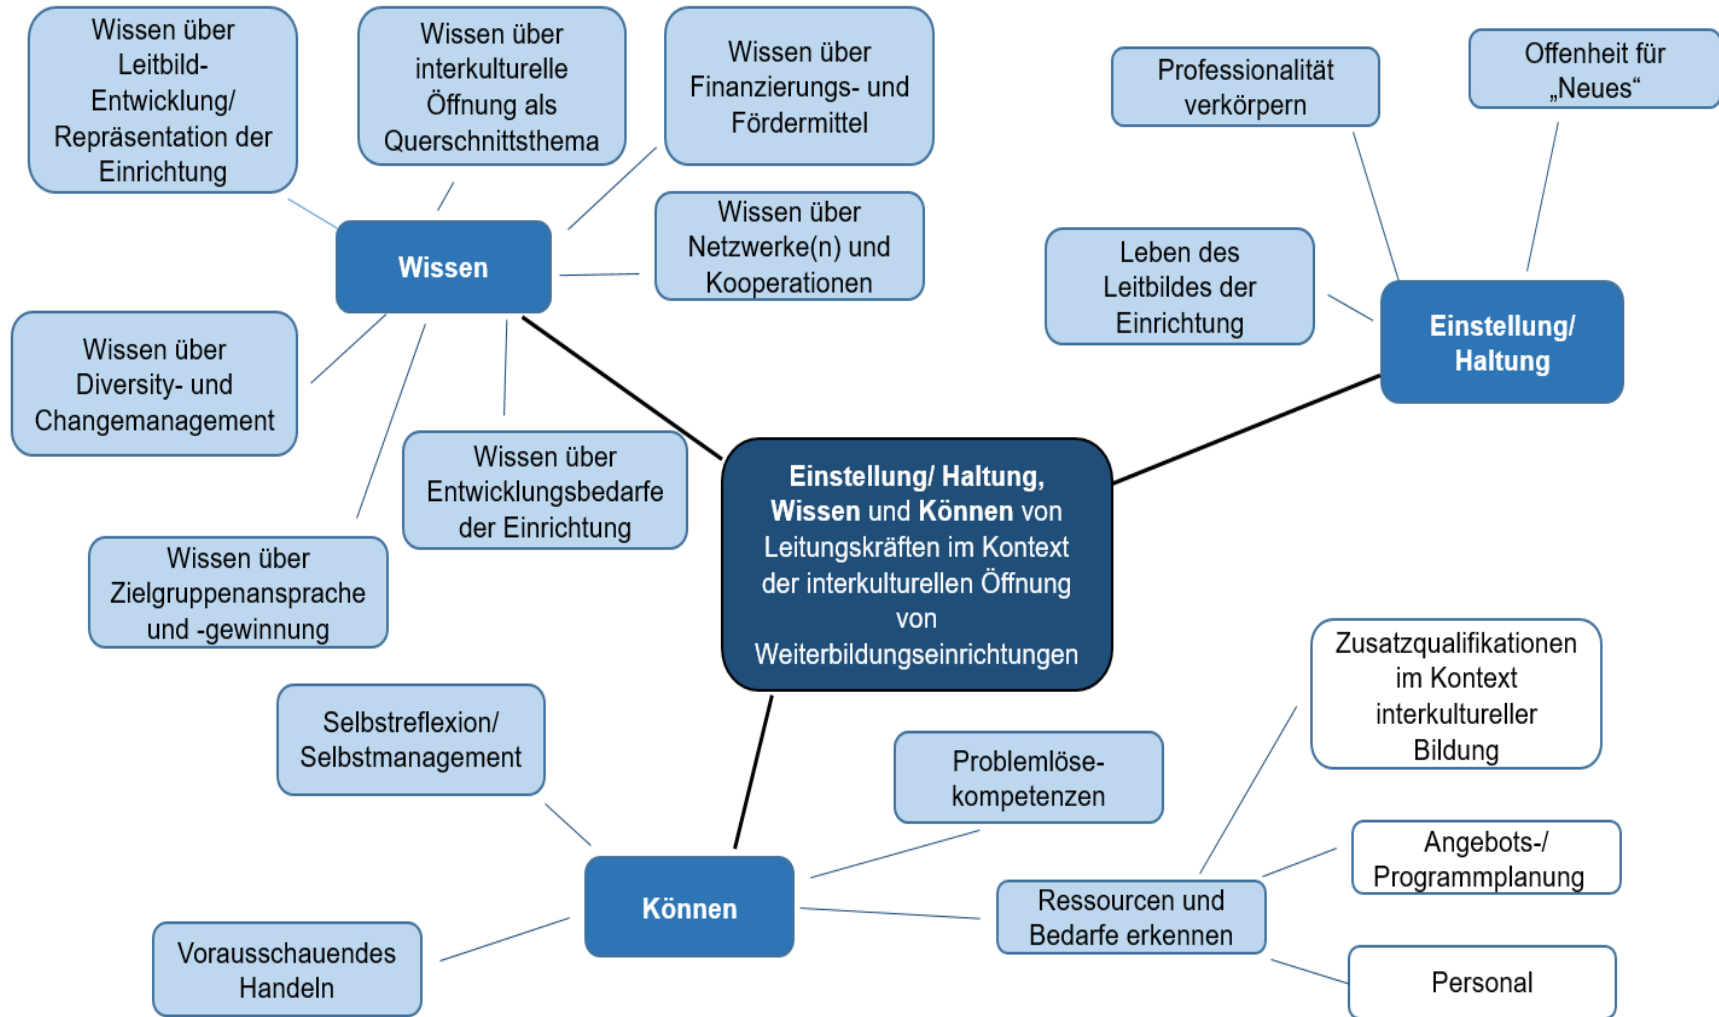 Wissen über
Leitbild-
Entwicklung/
Repräsentation der
Einrichtung
Wissen über
interkulturelle
Öffnung als
Querschnittsthema
Wissen über
Finanzierungs- und
Fördermittel
Professionalität
verkörpern
Offenheit für
„Neues“
Wissen
Wissen über
Netzwerke(n) und
Kooperationen
Leben des
Leitbildes der
Einrichtung
Einstellung/
Haltung
Wissen über
Diversity- und
Changemanagement
Wissen über
Entwicklungsbedarfe
der Einrichtung
Wissen über
Zielgruppenansprache
und -gewinnung
Einstellung/ Haltung,
Wissen und Können von
Leitungskräften im Kontext
der interkulturellen Öffnung
von
Weiterbildungseinrichtungen
Selbstreflexion/
Selbstmanagement
Problemlöse-
kompetenzen
Zusatzqualifikationen
im Kontext
interkultureller
Bildung
Können
Ressourcen und
Bedarfe erkennen
Angebots-/
Programmplanung
Vorausschauendes
Handeln
Personal